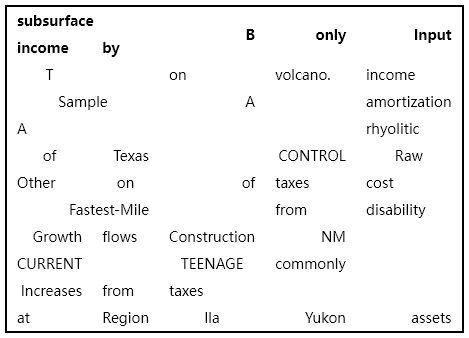 subsurface income by B only Input
T on volcano. income
Sample A amortization
A rhyolitic
of Texas CONTROL Raw
Other on of taxes cost
Fastest-Mile from disability
Growth flows Construction NM
CURRENT TEENAGE commonly
Increases from taxes
at Region IIa Yukon assets